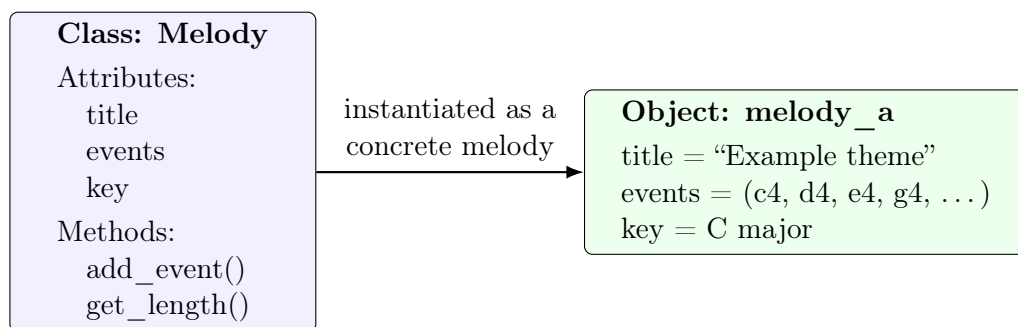 Class: Melody
Attributes:
title
events
key
Methods:
add_event()
get_length()
instantiated as a
concrete melody
Object: melody_a
title = “Example theme”
events = (c4, d4, e4, g4, . . . )
key = C major